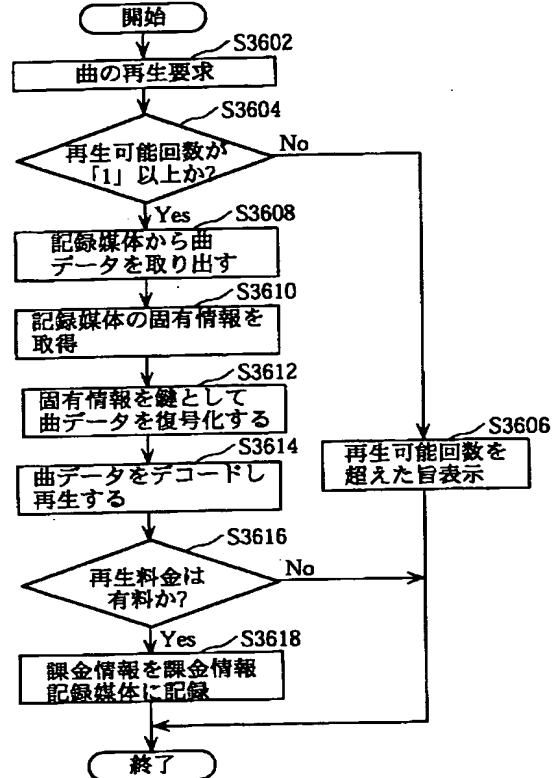 開始
S3602
曲の再生要求
S3604
再生可能回数が
「1」以上か?
No
Yes
S3608
記録媒体から曲
データを取り出す
S3610
記録媒体の固有情報を
取得
S3612
固有情報を鍵として
曲データを復号化する
S3606
再生可能回数を
超えた旨表示
S3614
曲データをデコードし
再生する
S3616
再生料金は
有料か?
No
Yes
S3618
課金情報を課金情報
記録媒体に記録
終了